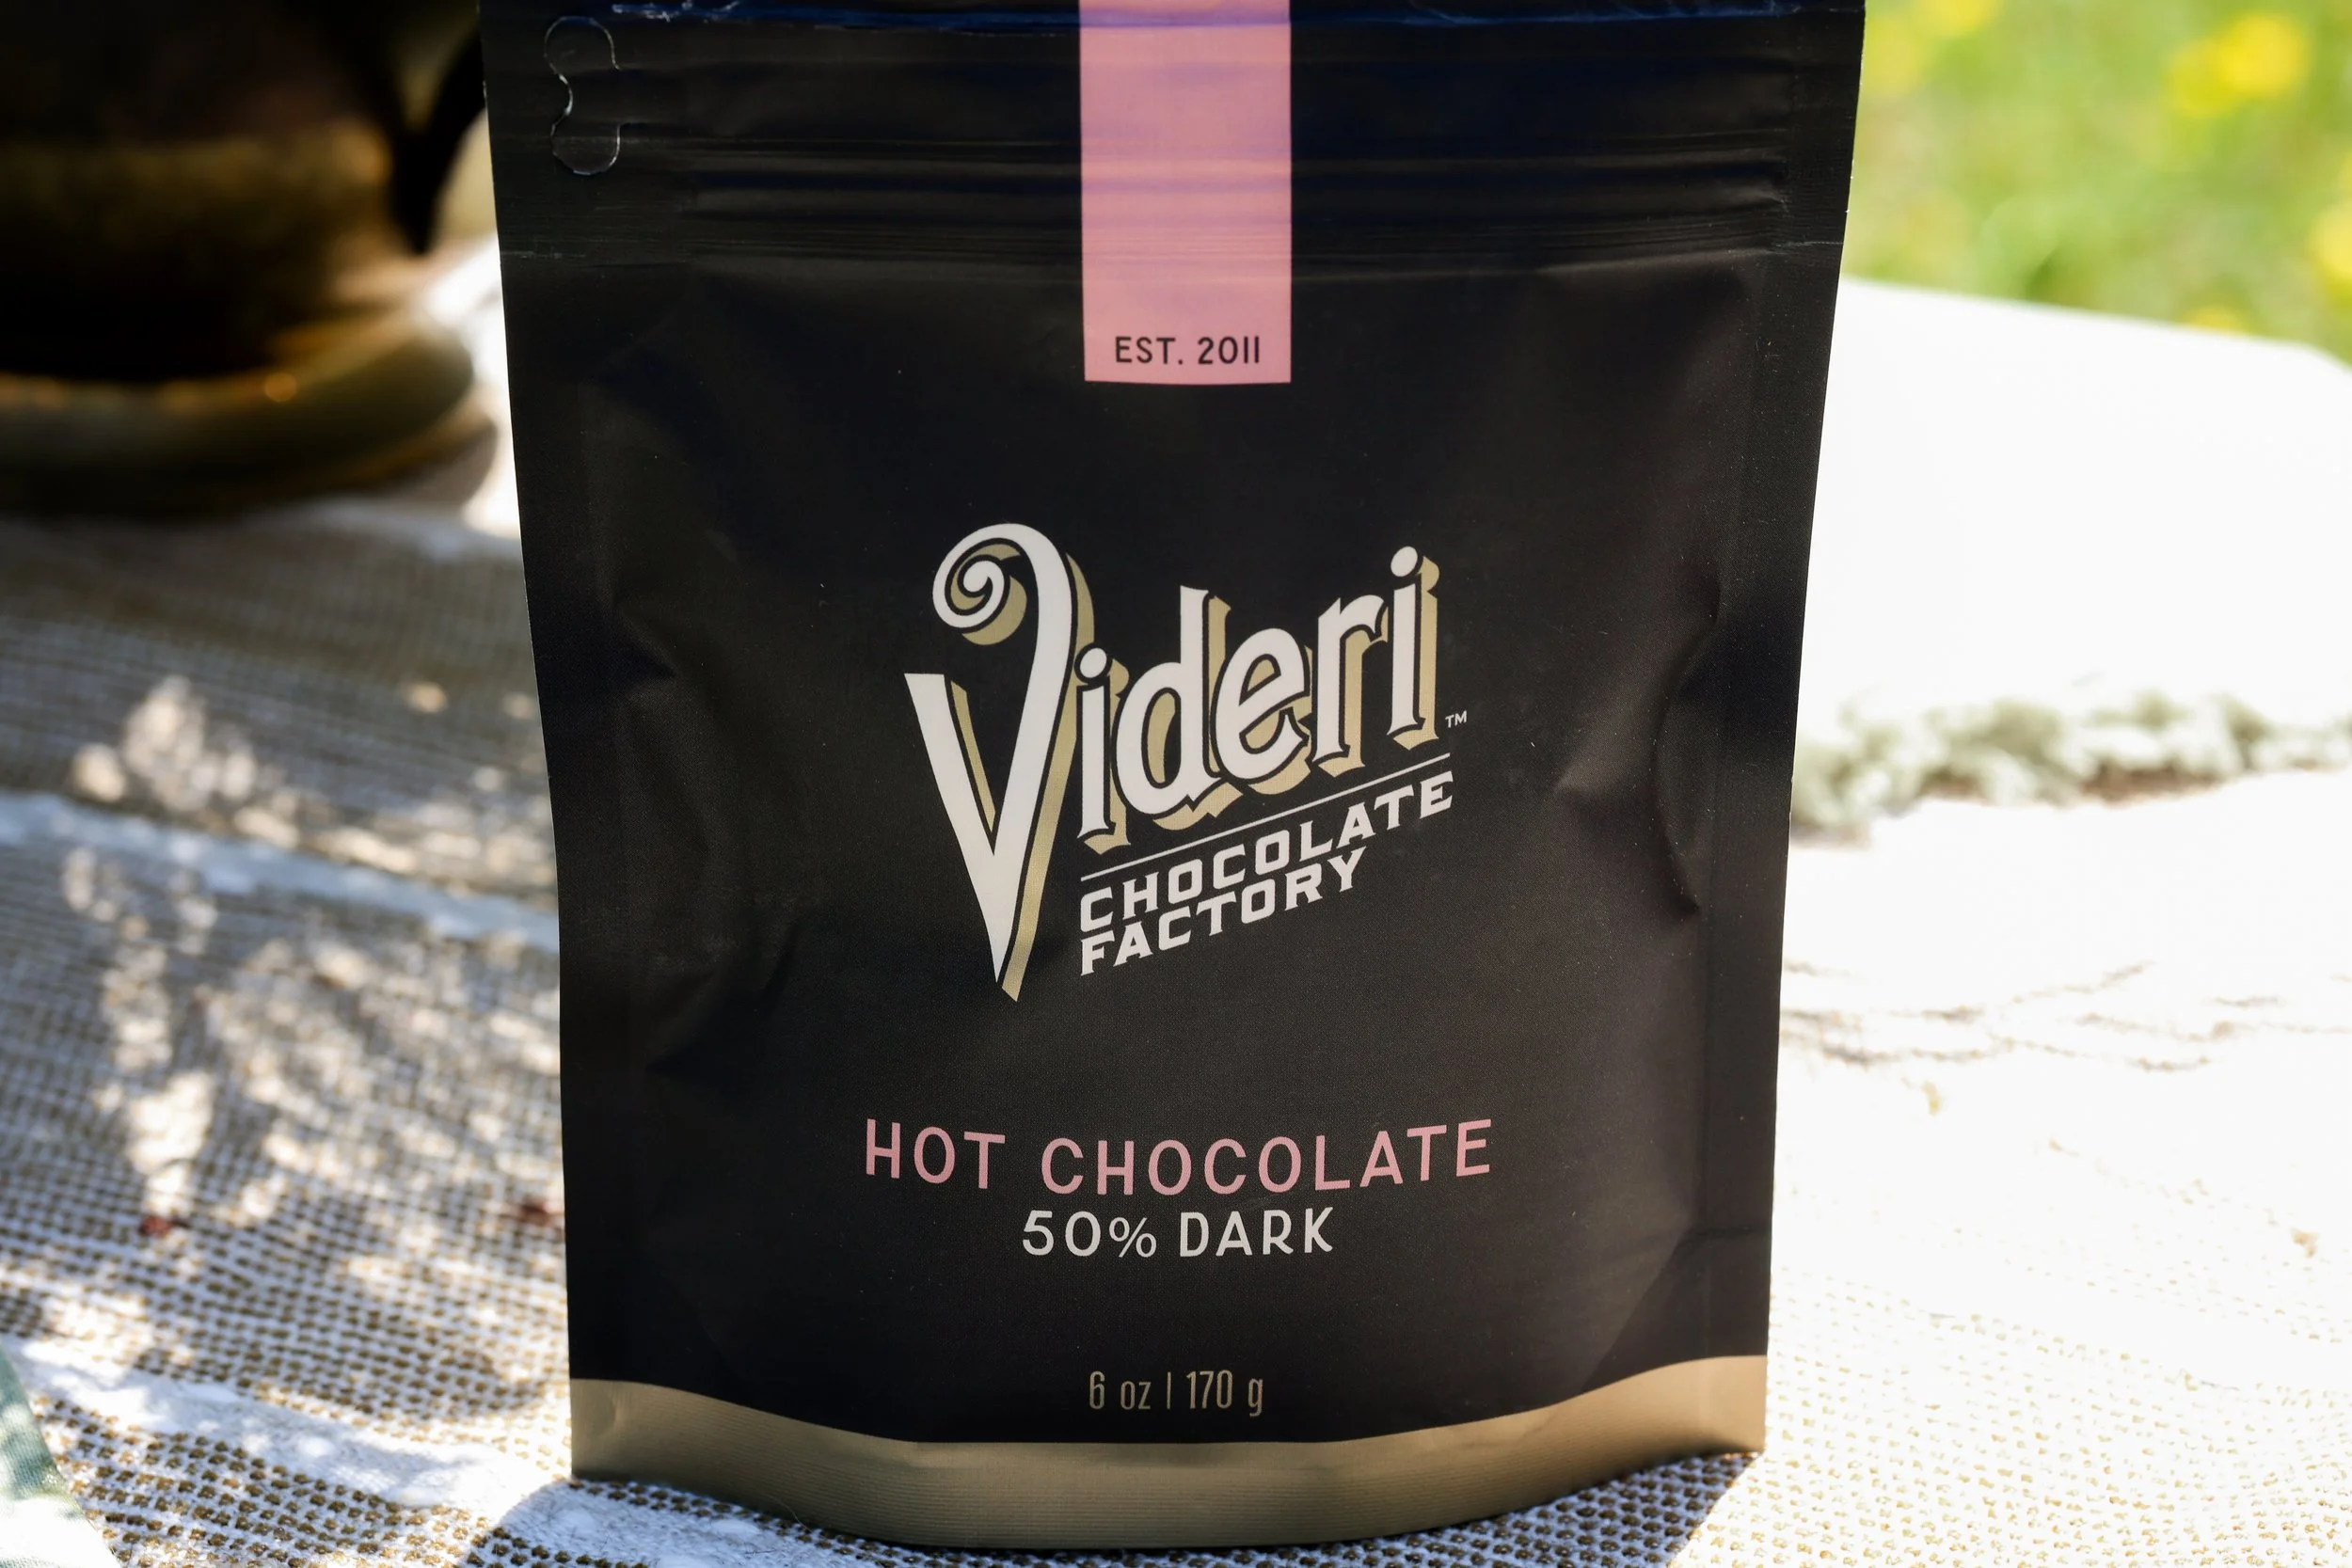 EST. 2011
Videri™
CHOCOLATE
FACTORY
HOT CHOCOLATE
50% DARK
6 oz | 170 g